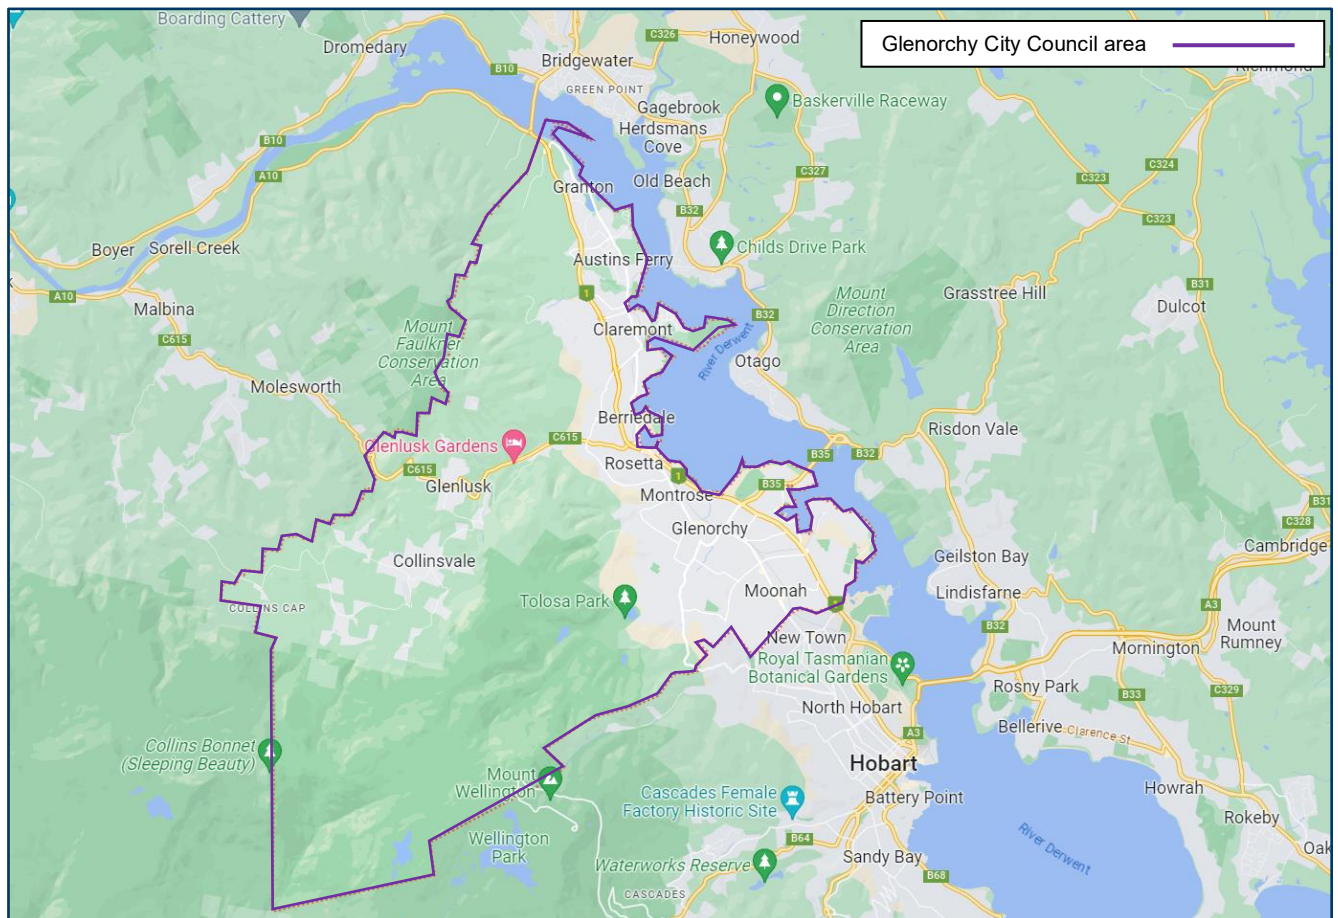 Boarding Cattery
Glenorchy City Council area
Dromedary
C326
Honeywood
Bridgewater
B10
GREEN POINT
Richmond
Gagebrook
Baskerville Raceway
Herdsmans
Cove
B10
A10
Old Beach
C327
C324
C323
Granton
B32
C323
Boyer
Sorell Creek
Childs Drive Park
Austins Ferry
A10
1
Grasstree Hill
B31
Malbina
Mount
Direction
Conservation
Area
Dulcot
B32
C615
Mount
Faulkner
Conservation
Area
Claremont
River Derwent
Otago
Molesworth
Berriedale
Risdon Vale
Glenlusk Gardens
C615
B35
B32
C615
Rosetta
1
Glenlusk
Montrose
B35
B31
Glenorchy
C328
Collinsvale
Geilston Bay
Cambridge
Tolosa Park
Moonah
Lindisfarne
COLLINS CAP
1
A3
B32
Mount
Rumney
New Town
Mornington
Royal Tasmanian
Botanical Gardens
Rosny Park
B33
C329
North Hobart
Bellerive
Clarence St
A3
Collins Bonnet
(Sleeping Beauty)
Hobart
Mount
Wellington
Cascades Female
Factory Historic Site
Battery Point
Howrah
Rokeby
Wellington
Park
B64
River Derwent
Waterworks Reserve
Sandy Bay
Oak
B68
CASCADES